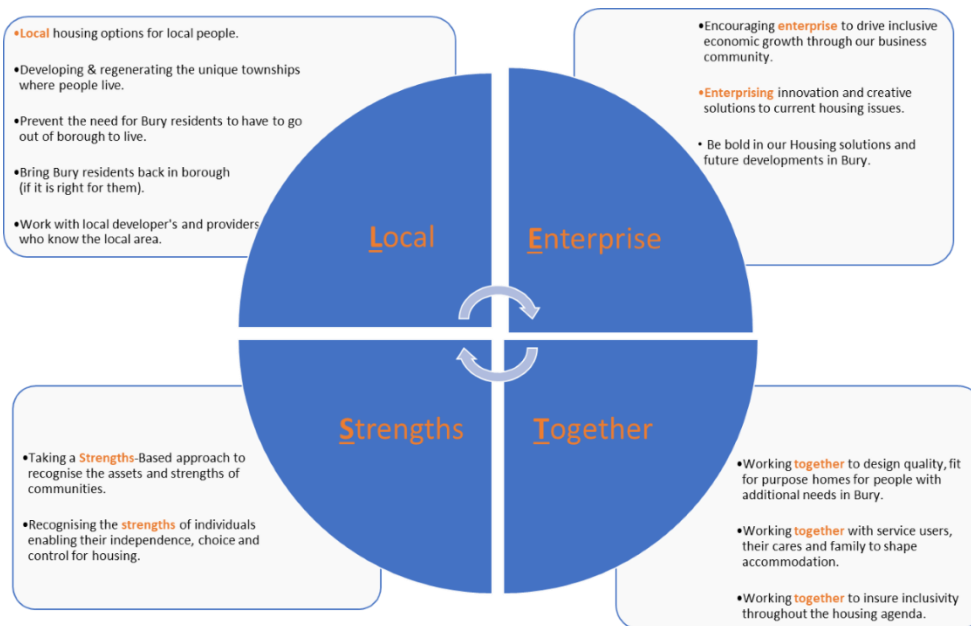 •Local housing options for local people.
•Developing & regenerating the unique townships
where people live.
•Prevent the need for Bury residents to have to go
out of borough to live.
•Bring Bury residents back in borough
(if it is right for them).
•Work with local developer's and providers
who know the local area.
•Encouraging enterprise to drive inclusive
economic growth through our business
community.
•Enterprising innovation and creative
solutions to current housing issues.
• Be bold in our Housing solutions and
future developments in Bury.
Local
Enterprise
Strengths
Together
•Taking a Strengths-Based approach to
recognise the assets and strengths of
communities.
•Recognising the strengths of individuals
enabling their independence, choice and
control for housing.
•Working together to design quality, fit
for purpose homes for people with
additional needs in Bury.
•Working together with service users,
their cares and family to shape
accommodation.
•Working together to insure inclusivity
throughout the housing agenda.